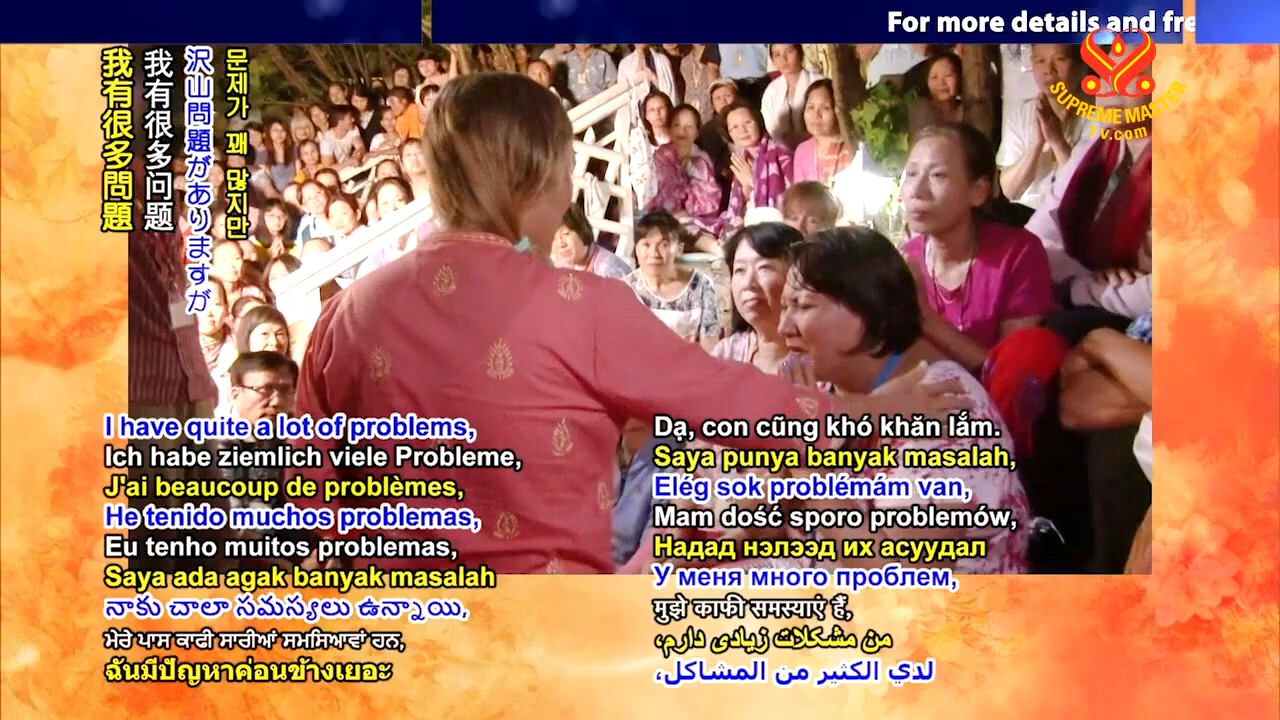 For more details and fre
SUPREME MASTER
TV.com
我有很多問題
我有很多问题
沢山問題がありますが
문제가 꽤 많지만
I have quite a lot of problems,
Ich habe ziemlich viele Probleme,
J'ai beaucoup de problèmes,
He tenido muchos problemas,
Eu tenho muitos problemas,
Saya ada agak banyak masalah
నాకు చాలా సమస్యలు ఉన్నాయి,
ਮੇਰੇ ਪਾਸ ਕਾਫੀ ਸਾਰੀਆਂ ਸਮਸਿਆਵਾਂ ਹਨ,
ฉันมีปัญหาค่อนข้างเยอะ
Dạ, con cũng khó khăn lắm.
Saya punya banyak masalah,
Elég sok problémám van,
Mam dość sporo problemów,
Надад нэлээд их асуудал
У меня много проблем,
मुझे काफी समस्याएं हैं,
من مشکلات زیادی دارم،
لدي الكثير من المشاكل،